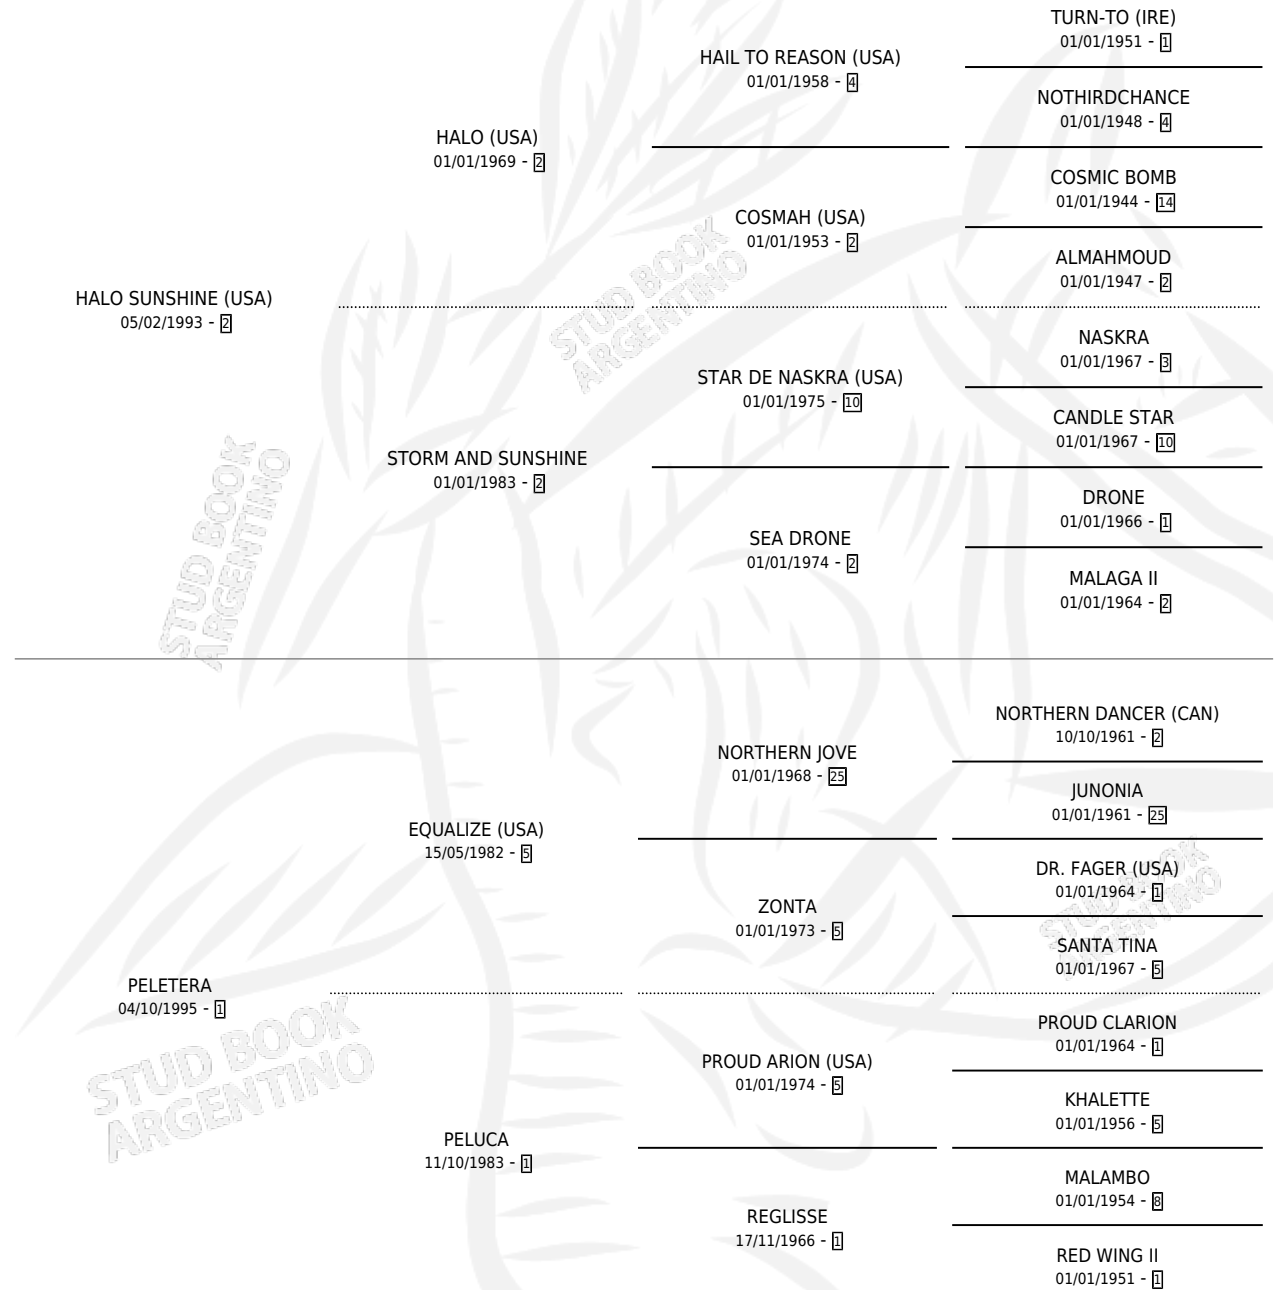 TURN-TO (IRE)
01/01/1951 - 1
HAIL TO REASON (USA)
01/01/1958 - 4
NOTHIRDCHANCE
01/01/1948 - 4
HALO (USA)
01/01/1969 - 2
COSMIC BOMB
01/01/1944 - 14
COSMAH (USA)
01/01/1953 - 2
ALMAHMOUD
01/01/1947 - 2
HALO SUNSHINE (USA)
05/02/1993 - 2
NASKRA
01/01/1967 - 3
STAR DE NASKRA (USA)
01/01/1975 - 10
CANDLE STAR
01/01/1967 - 10
STORM AND SUNSHINE
01/01/1983 - 2
DRONE
01/01/1966 - 1
SEA DRONE
01/01/1974 - 2
MALAGA II
01/01/1964 - 2
NORTHERN DANCER (CAN)
10/10/1961 - 2
NORTHERN JOVE
01/01/1968 - 25
JUNONIA
01/01/1961 - 25
EQUALIZE (USA)
15/05/1982 - 5
DR. FAGER (USA)
01/01/1964 - 1
ZONTA
01/01/1973 - 5
SANTA TINA
01/01/1967 - 5
PELETERA
04/10/1995 - 1
PROUD CLARION
01/01/1964 - 1
PROUD ARION (USA)
01/01/1974 - 5
KHALETTE
01/01/1956 - 5
PELUCA
11/10/1983 - 1
MALAMBO
01/01/1954 - 8
REGLISSE
17/11/1966 - 1
RED WING II
01/01/1951 - 1
STUD BOOK
ARGENTINO
STUD BOOK
ARGENTINO
STUD BOOK
ARGENTINO
STUD BOOK
ARGENTINO